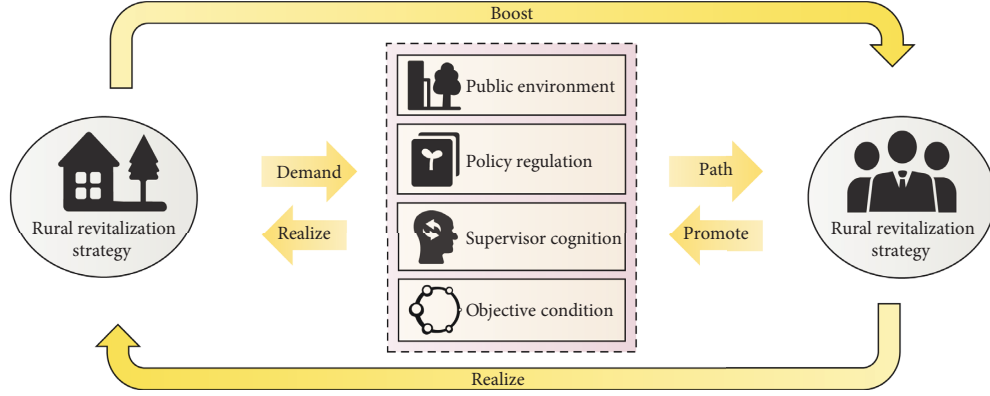 Boost
Public environment
Policy regulation
Demand
Path
Rural revitalization
strategy
Realize
Supervisor cognition
Promote
Rural revitalization
strategy
Objective condition
Realize